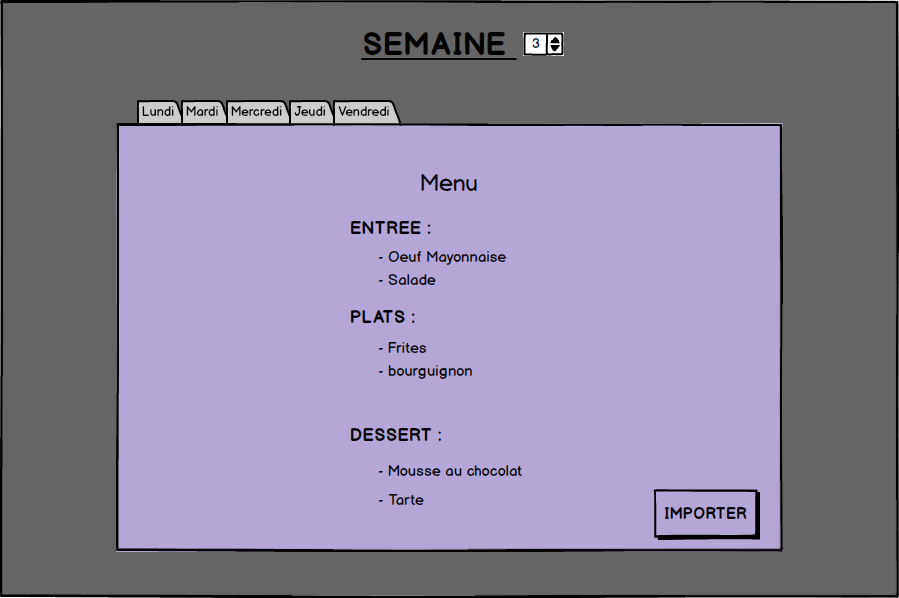 SEMAINE 3
Lundi Mardi Mercredi Jeudi Vendredi
Menu
ENTREE :
- Oeuf Mayonnaise
- Salade
PLATS :
- Frites
- bourguignon
DESSERT :
- Mousse au chocolat
- Tarte
IMPORTER